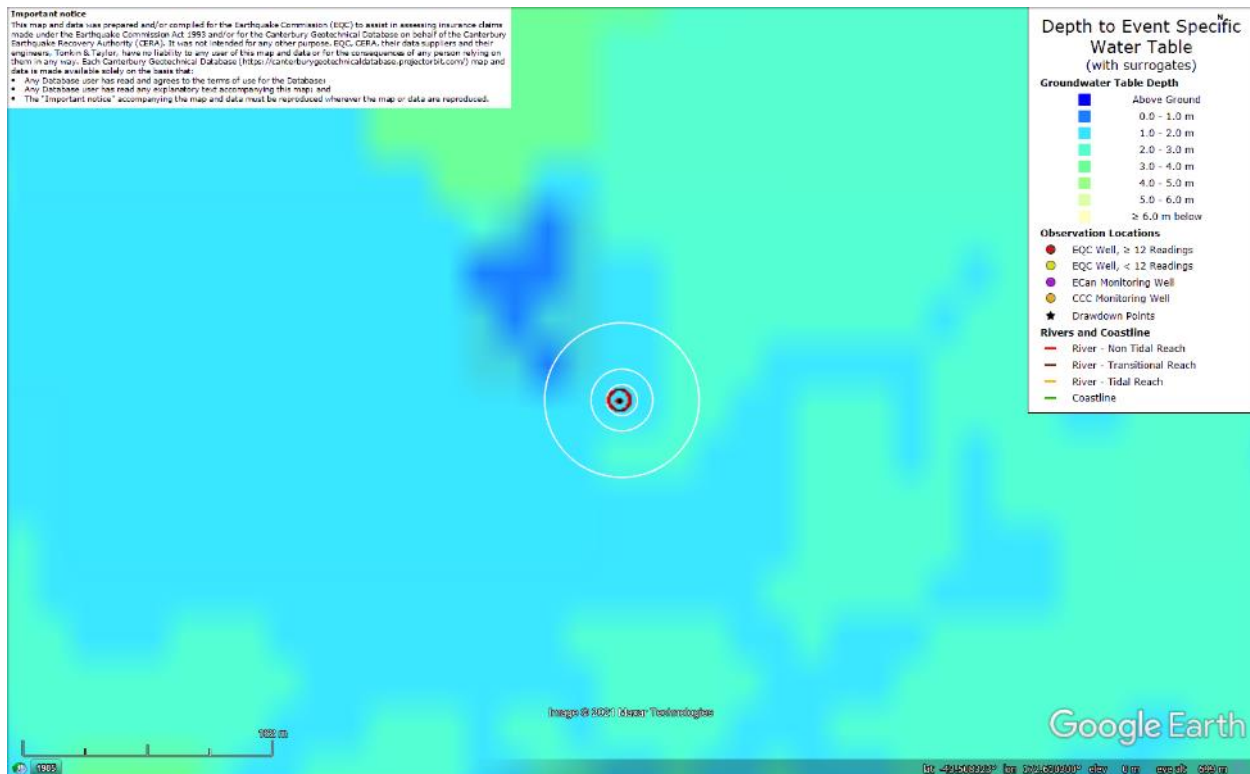 Important notice
This map and data was prepared and/or compiled for the Earthquake Commission (EQC) to assist in assessing insurance claims
made under the Earthquake Commission Act 1993 and/or for the Canterbury Geotechnical Database on behalf of the Canterbury
Earthquake Recovery Authority (CERA). It was not intended for any other purpose. EQC, CERA, their data suppliers and their
engineers, Tonkin & Taylor, have no liability to any user of this map and data or for the consequences of any person relying on
them in any way. Each Canterbury Geotechnical Database (https://canterburygeotechnicaldatabase.projectorbit.com/) map and
data is made available solely on the basis that:
• Any Database user has read and agrees to the terms of use for the Database;
• Any Database user has read any explanatory text accompanying this map; and
• The "Important notice" accompanying the map and data must be reproduced wherever the map or data are reproduced.
N
Depth to Event Specific
Water Table
(with surrogates)
Groundwater Table Depth
Above Ground
0.0 - 1.0 m
1.0 - 2.0 m
2.0 - 3.0 m
3.0 - 4.0 m
4.0 - 5.0 m
5.0 - 6.0 m
≥ 6.0 m below
Observation Locations
EQC Well, ≥ 12 Readings
EQC Well, < 12 Readings
ECan Monitoring Well
CCC Monitoring Well
Drawdown Points
Rivers and Coastline
River - Non Tidal Reach
River - Transitional Reach
River - Tidal Reach
Coastline
Image © 2021 Maxar Technologies
Google Earth
1985
lat lon elev 0 m eye alt